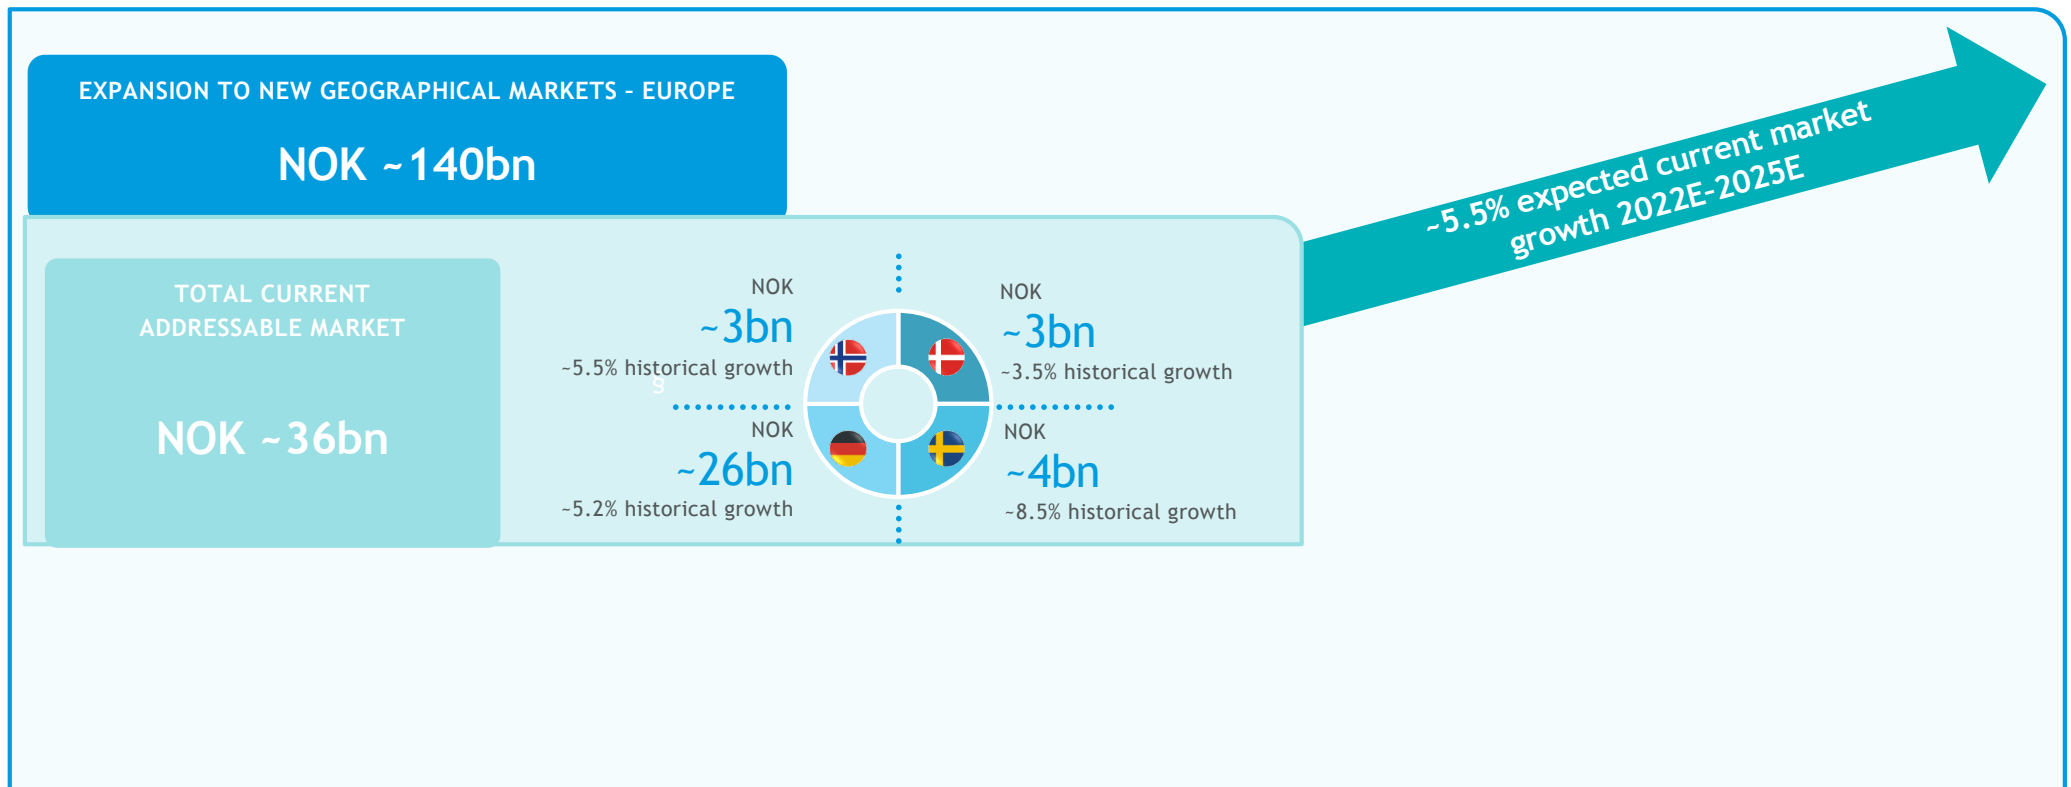 EXPANSION TO NEW GEOGRAPHICAL MARKETS – EUROPE
NOK ~140bn
~5.5% expected current market
growth 2022E-2025E
TOTAL CURRENT
ADDRESSABLE MARKET
NOK ~36bn
NOK
~3bn
~5.5% historical growth
§
NOK
~3bn
~3.5% historical growth
NOK
~26bn
~5.2% historical growth
NOK
~4bn
~8.5% historical growth